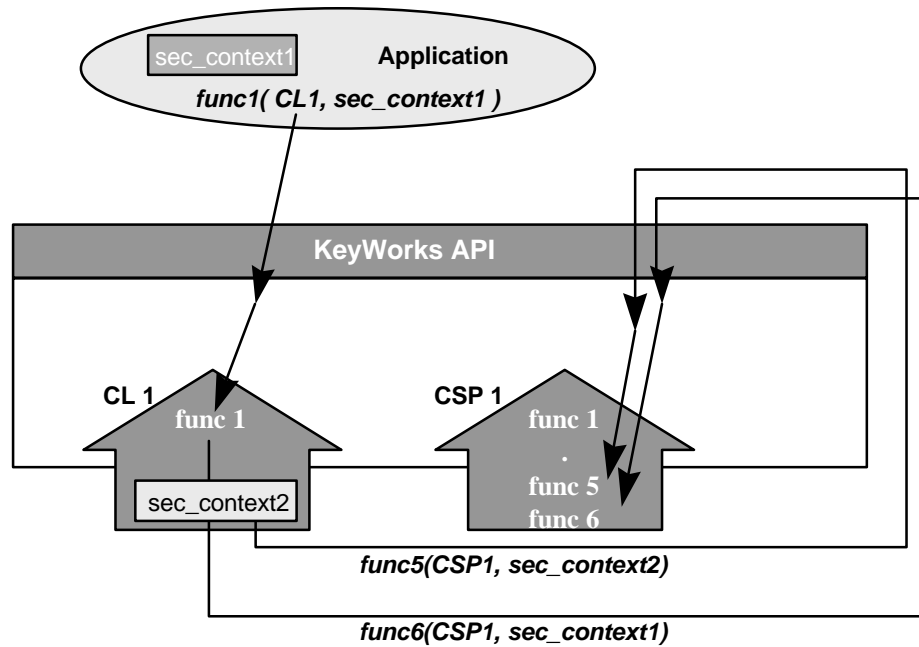 sec_context1
Application
func1( CL1, sec_context1 )
KeyWorks API
CL 1
func 1
sec_context2
CSP 1
func 1
.
func 5
func 6
func5(CSP1, sec_context2)
func6(CSP1, sec_context1)